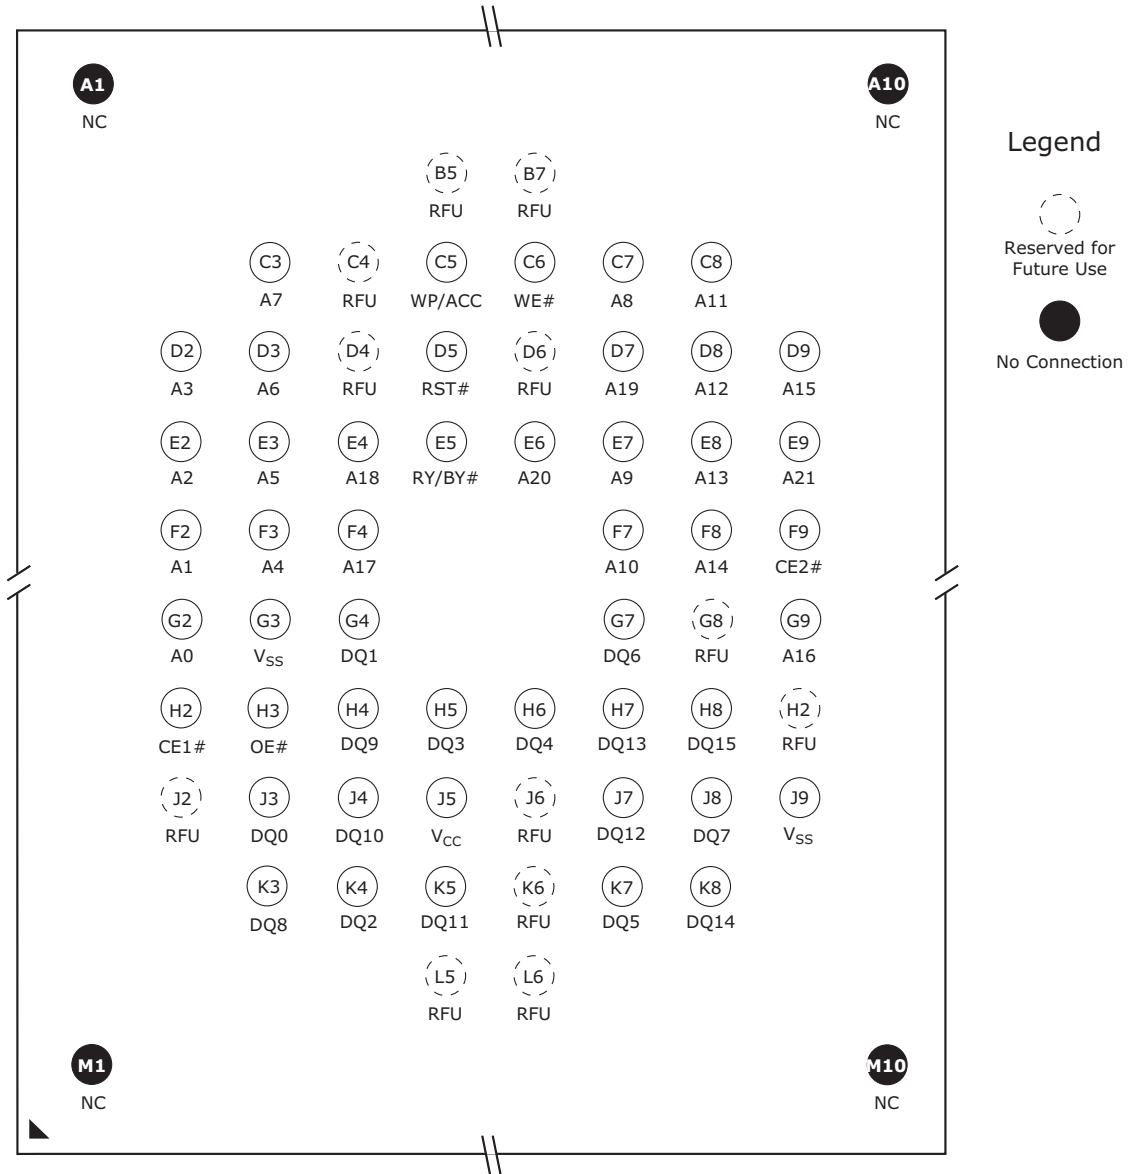 A1 A10
NC NC
Legend
B5 B7
RFU RFU
Reserved for
Future Use
C3 C4 C5 C6 C7 C8
A7 RFU WP/ACC WE# A8 A11
No Connection
D2 D3 D4 D5 D6 D7 D8 D9
A3 A6 RFU RST# RFU A19 A12 A15
E2 E3 E4 E5 E6 E7 E8 E9
A2 A5 A18 RY/BY# A20 A9 A13 A21
F2 F3 F4 F7 F8 F9
A1 A4 A17 A10 A14 CE2#
G2 G3 G4 G7 G8 G9
A0 VSS DQ1 DQ6 RFU A16
H2 H3 H4 H5 H6 H7 H8 H2
CE1# OE# DQ9 DQ3 DQ4 DQ13 DQ15 RFU
J2 J3 J4 J5 J6 J7 J8 J9
RFU DQ0 DQ10 VCC RFU DQ12 DQ7 VSS
K3 K4 K5 K6 K7 K8
DQ8 DQ2 DQ11 RFU DQ5 DQ14
L5 L6
RFU RFU
M1 M10
NC NC